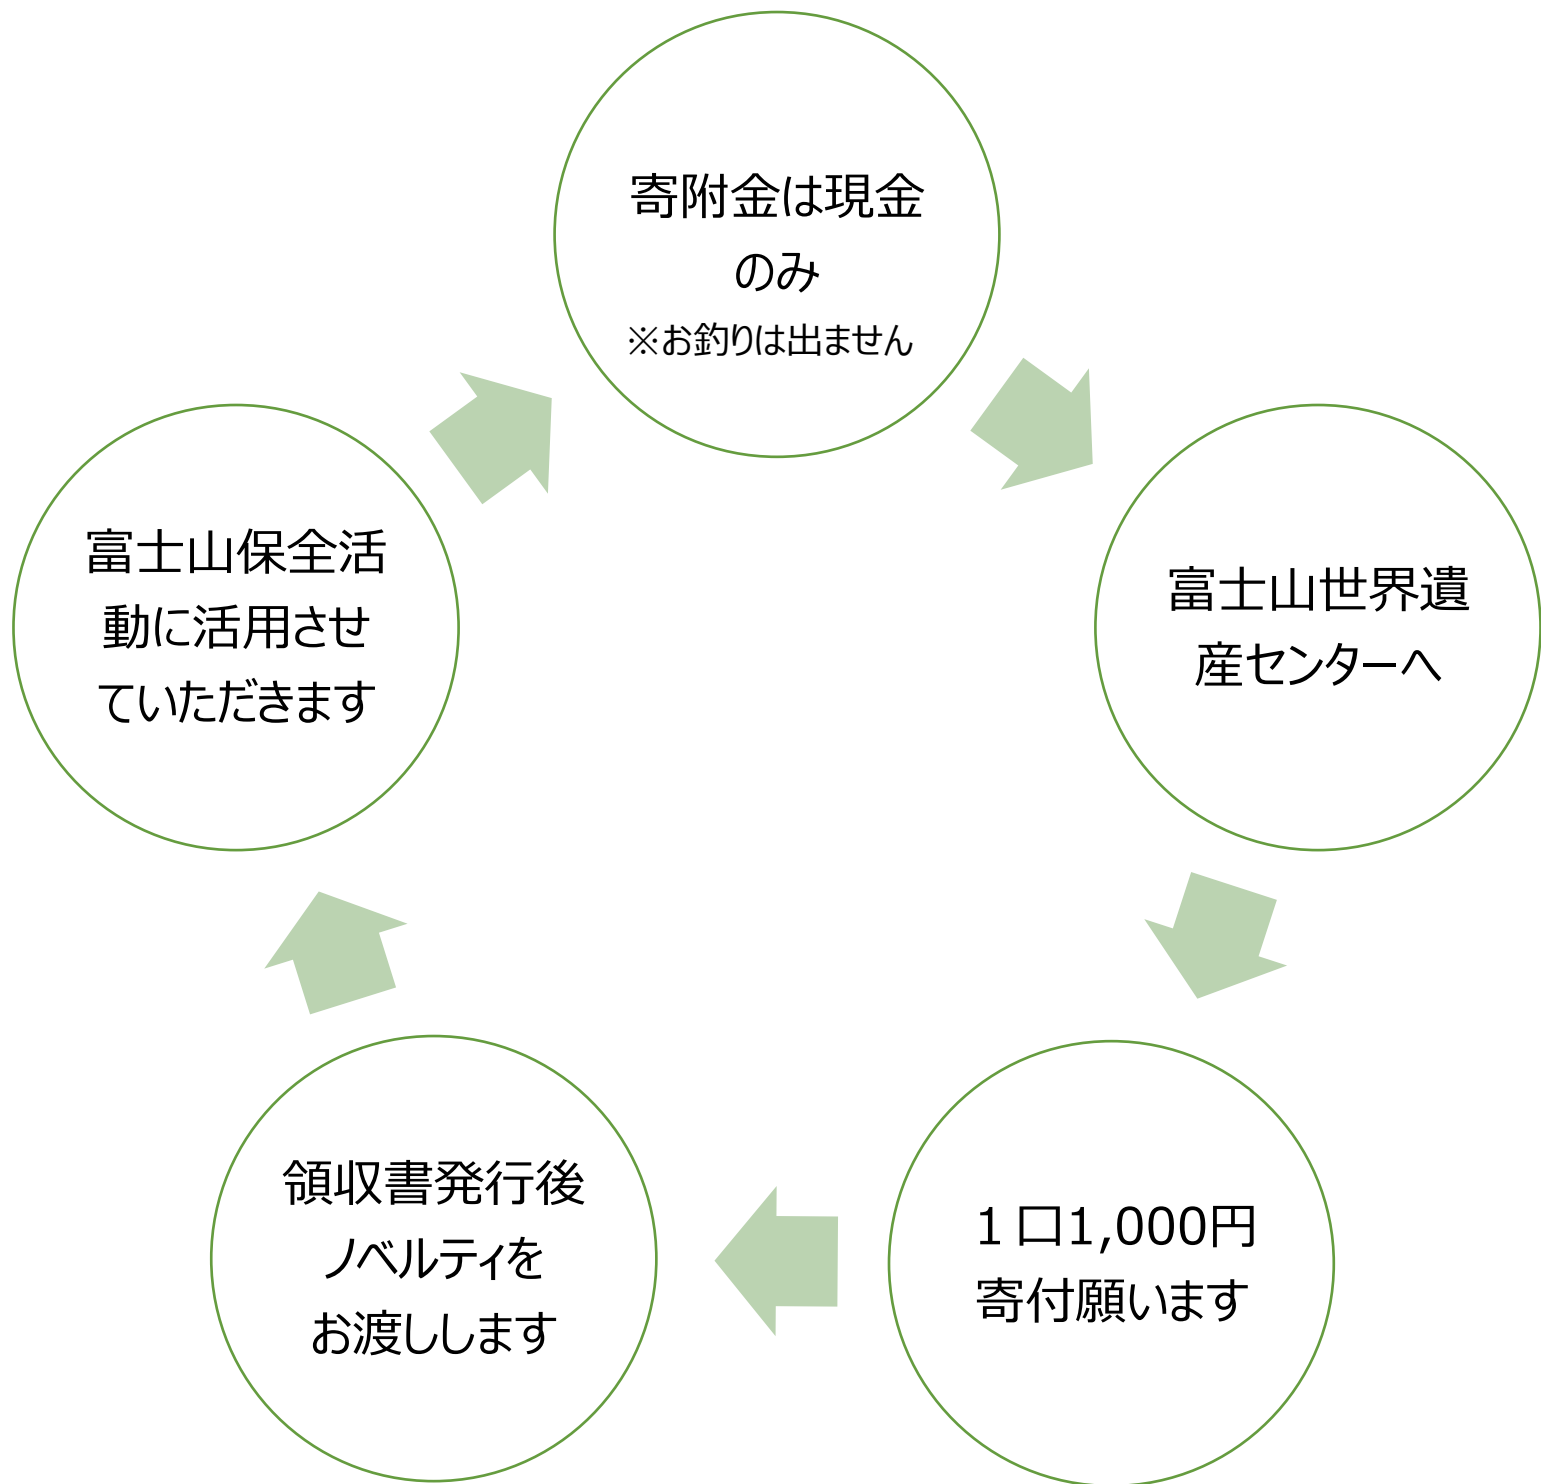 寄附金は現金
のみ
※お釣りは出ません
富士山世界遺
産センターへ
１口1,000円
寄付願います
領収書発行後
ノベルティを
お渡しします
富士山保全活
動に活用させ
ていただきます